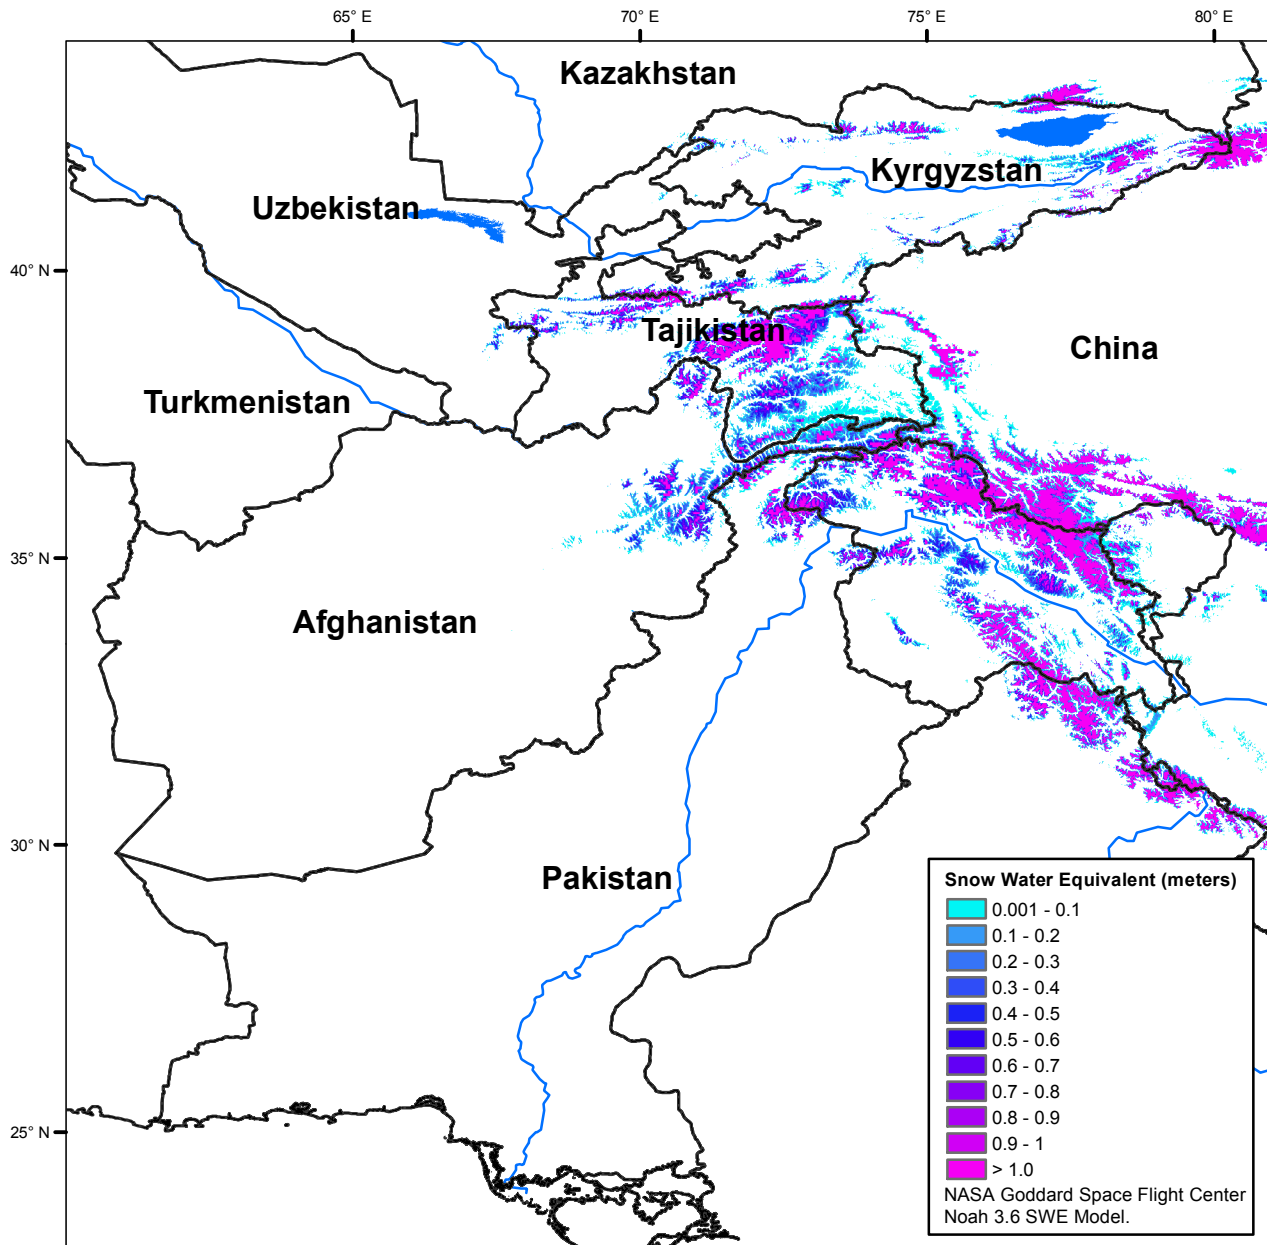 65° E
70° E
75° E
80° E
Kazakhstan
Kyrgyzstan
Uzbekistan
40° N
Tajikistan
China
Turkmenistan
35° N
Afghanistan
30° N
Pakistan
25° N
Snow Water Equivalent (meters)
0.001 - 0.1
0.1 - 0.2
0.2 - 0.3
0.3 - 0.4
0.4 - 0.5
0.5 - 0.6
0.6 - 0.7
0.7 - 0.8
0.8 - 0.9
0.9 - 1
> 1.0
NASA Goddard Space Flight Center
Noah 3.6 SWE Model.